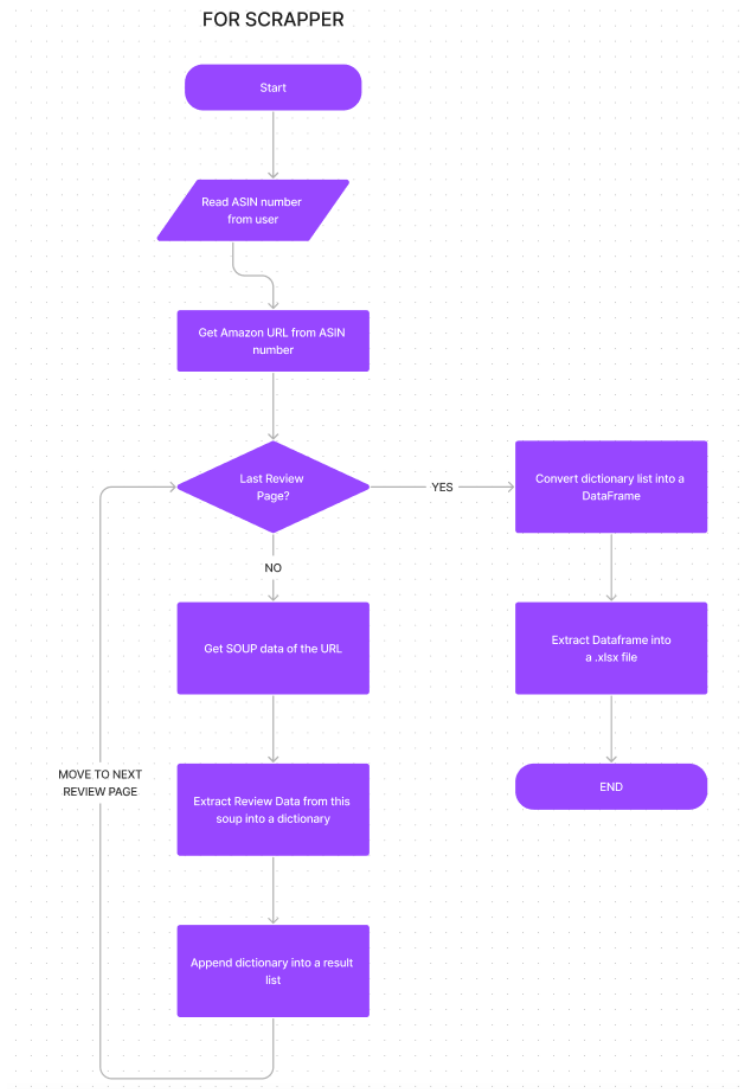 FOR SCRAPPER
Start
Read ASIN number
from user
Get Amazon URL from ASIN
number
Last Review
Page?
YES
Convert dictionary list into a
DataFrame
NO
Get SOUP data of the URL
Extract Dataframe into
a .xlsx file
MOVE TO NEXT
REVIEW PAGE
Extract Review Data from this
soup into a dictionary
END
Append dictionary into a result
list